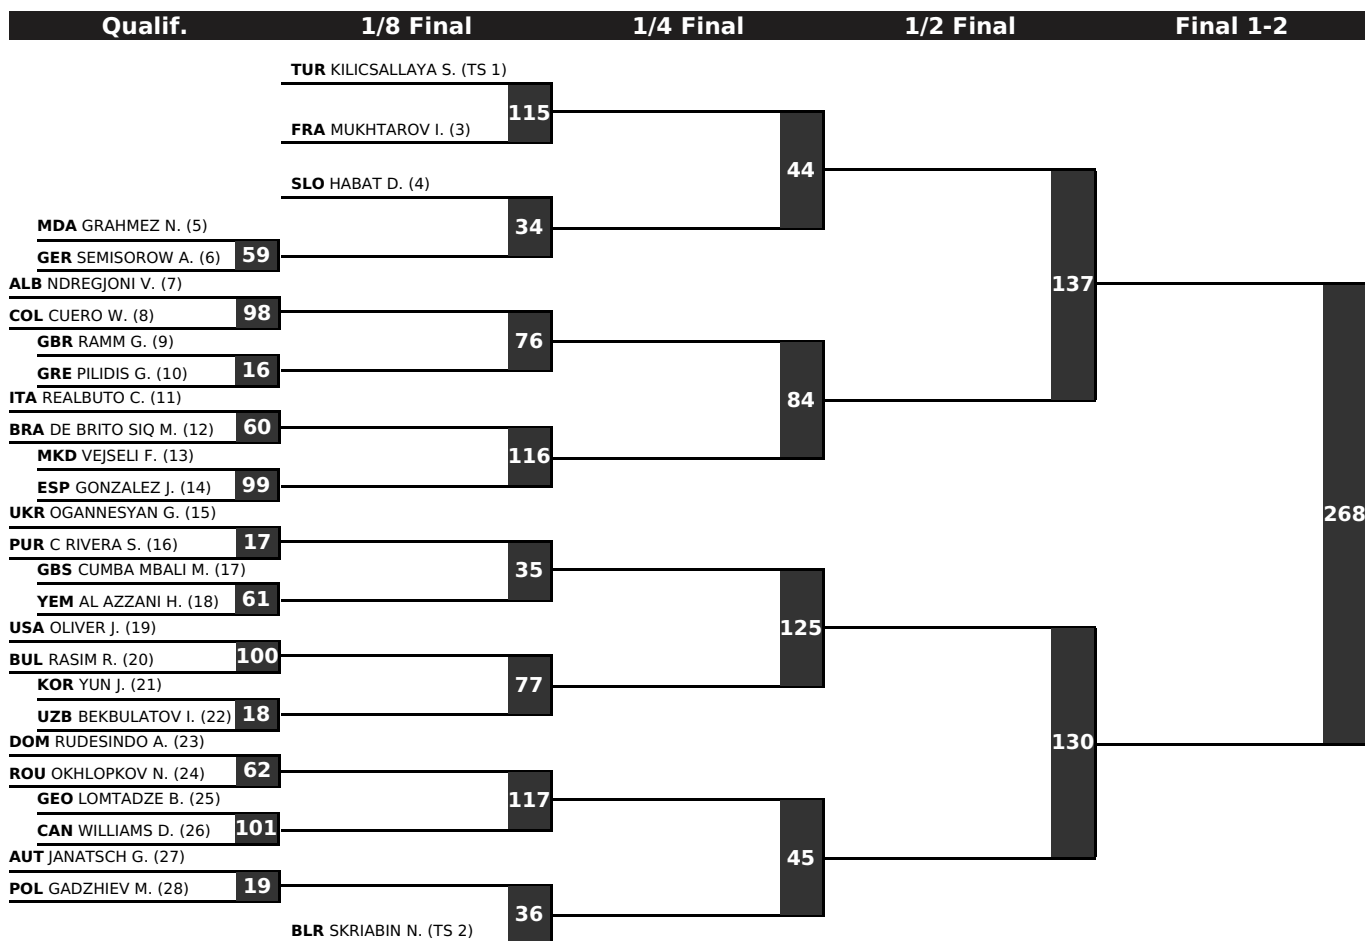 Qualif. 1/8 Final 1/4 Final 1/2 Final Final 1-2
TUR KILICSALLAYA S. (TS 1)
115
FRA MUKHTAROV I. (3)
44
SLO HABAT D. (4)
34
MDA GRAHMEZ N. (5)
GER SEMISOROW A. (6) 59
ALB NDREGJONI V. (7)
137
COL CUERO W. (8) 98
GBR RAMM G. (9)
76
GRE PILIDIS G. (10) 16
ITA REALBUTO C. (11)
84
BRA DE BRITO SIQ M. (12) 60
MKD VEJSELI F. (13)
116
ESP GONZALEZ J. (14) 99
UKR OGANNESYAN G. (15)
268
PUR C RIVERA S. (16) 17
GBS CUMBA MBALI M. (17)
35
YEM AL AZZANI H. (18) 61
USA OLIVER J. (19)
125
BUL RASIM R. (20) 100
KOR YUN J. (21)
77
UZB BEKBULATOV I. (22) 18
DOM RUDESINDO A. (23)
130
ROU OKHLOPKOV N. (24) 62
GEO LOMTADZE B. (25)
117
CAN WILLIAMS D. (26) 101
AUT JANATSCH G. (27)
45
POL GADZHIEV M. (28) 19
36
BLR SKRIABIN N. (TS 2)